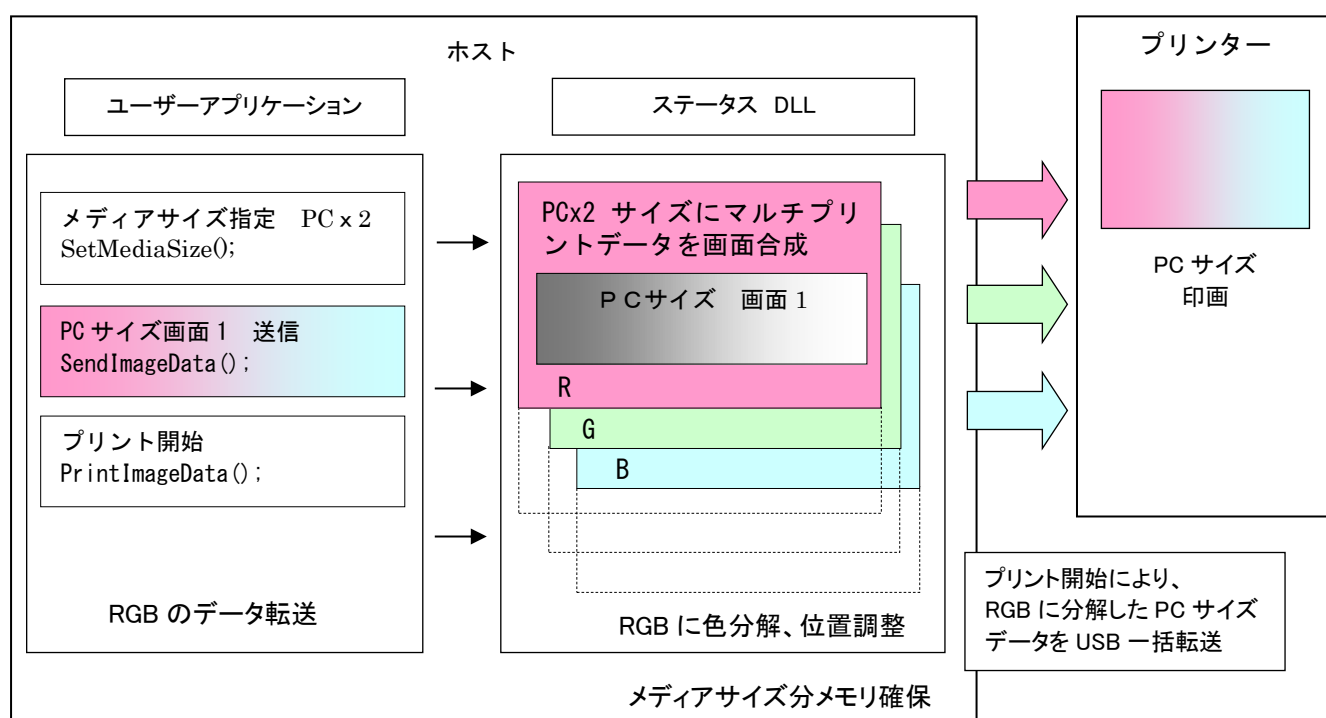 ホスト
ユーザーアプリケーション
メディアサイズ指定　PCｘ2
SetMediaSize();
PCサイズ画面1　送信
SendImageData();
プリント開始
PrintImageData();
RGB のデータ転送
ステータス DLL
PCx2 サイズにマルチプリ
ントデータを画面合成
ＰＣサイズ　画面1
R
G
B
RGB に色分解、位置調整
メディアサイズ分メモリ確保
プリンター
PC サイズ
印画
プリント開始により、
RGB に分解した PC サイズ
データを USB 一括転送